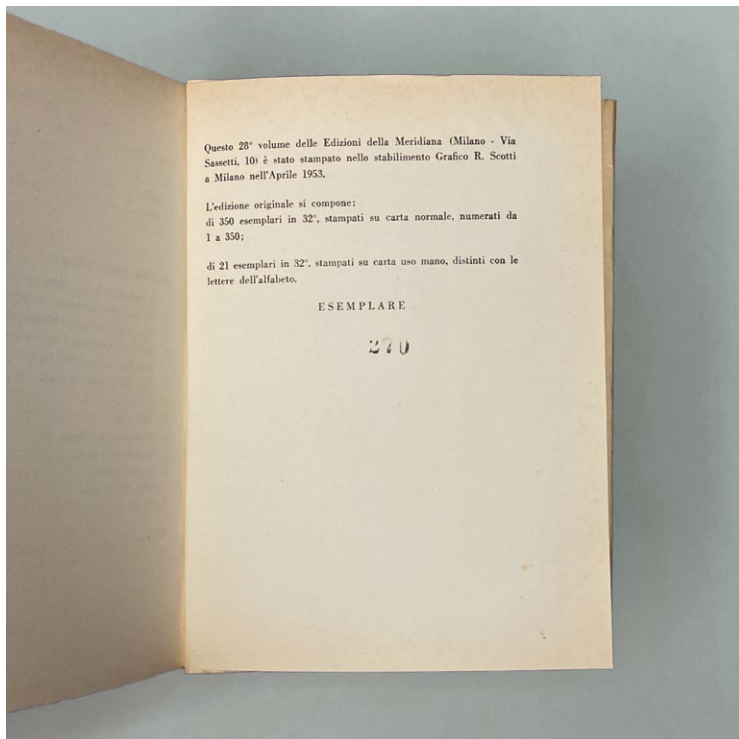 Questo 28° volume delle Edizioni della Meridiana (Milano - Via
Sassetti, 10) è stato stampato nello stabilimento Grafico R. Scotti
a Milano nell'Aprile 1953.
L'edizione originale si compone:
di 350 esemplari in 32°, stampati su carta normale, numerati da
1 a 350;
di 21 esemplari in 32°, stampati su carta uso mano, distinti con le
lettere dell'alfabeto.
ESEMPLARE
270